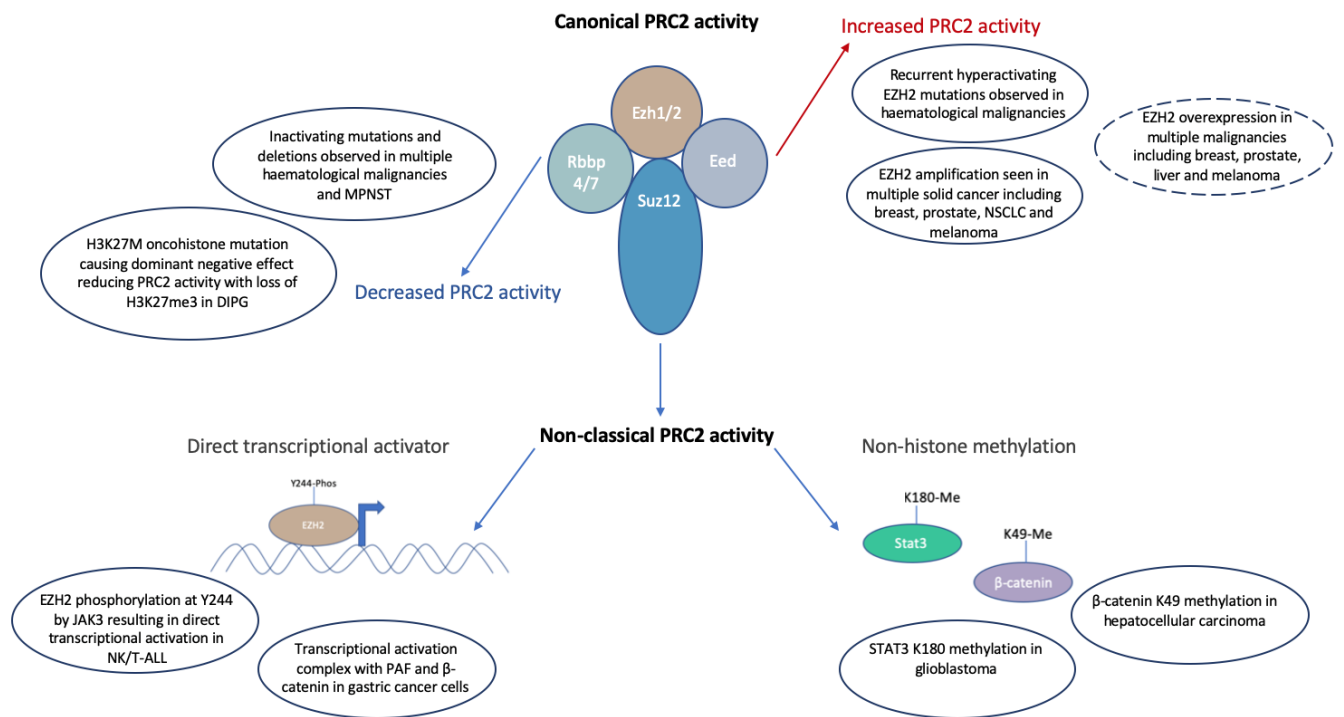 Canonical PRC2 activity
Increased PRC2 activity
Ezh1/2
Rbbp
4/7
Eed
Suz12
Recurrent hyperactivating
EZH2 mutations observed in
haematological malignancies
EZH2 overexpression in
multiple malignancies
including breast, prostate,
liver and melanoma
EZH2 amplification seen in
multiple solid cancer including
breast, prostate, NSCLC and
melanoma
Inactivating mutations and
deletions observed in multiple
haematological malignancies
and MPNST
H3K27M oncohistone mutation
causing dominant negative effect
reducing PRC2 activity with loss of
H3K27me3 in DIPG
Decreased PRC2 activity
Non-classical PRC2 activity
Direct transcriptional activator
Y244-Phos
EZH2
EZH2 phosphorylation at Y244
by JAK3 resulting in direct
transcriptional activation in
NK/T-ALL
Transcriptional activation
complex with PAF and β-
catenin in gastric cancer cells
Non-histone methylation
K180-Me
Stat3
K49-Me
β-catenin
β-catenin K49 methylation in
hepatocellular carcinoma
STAT3 K180 methylation in
glioblastoma